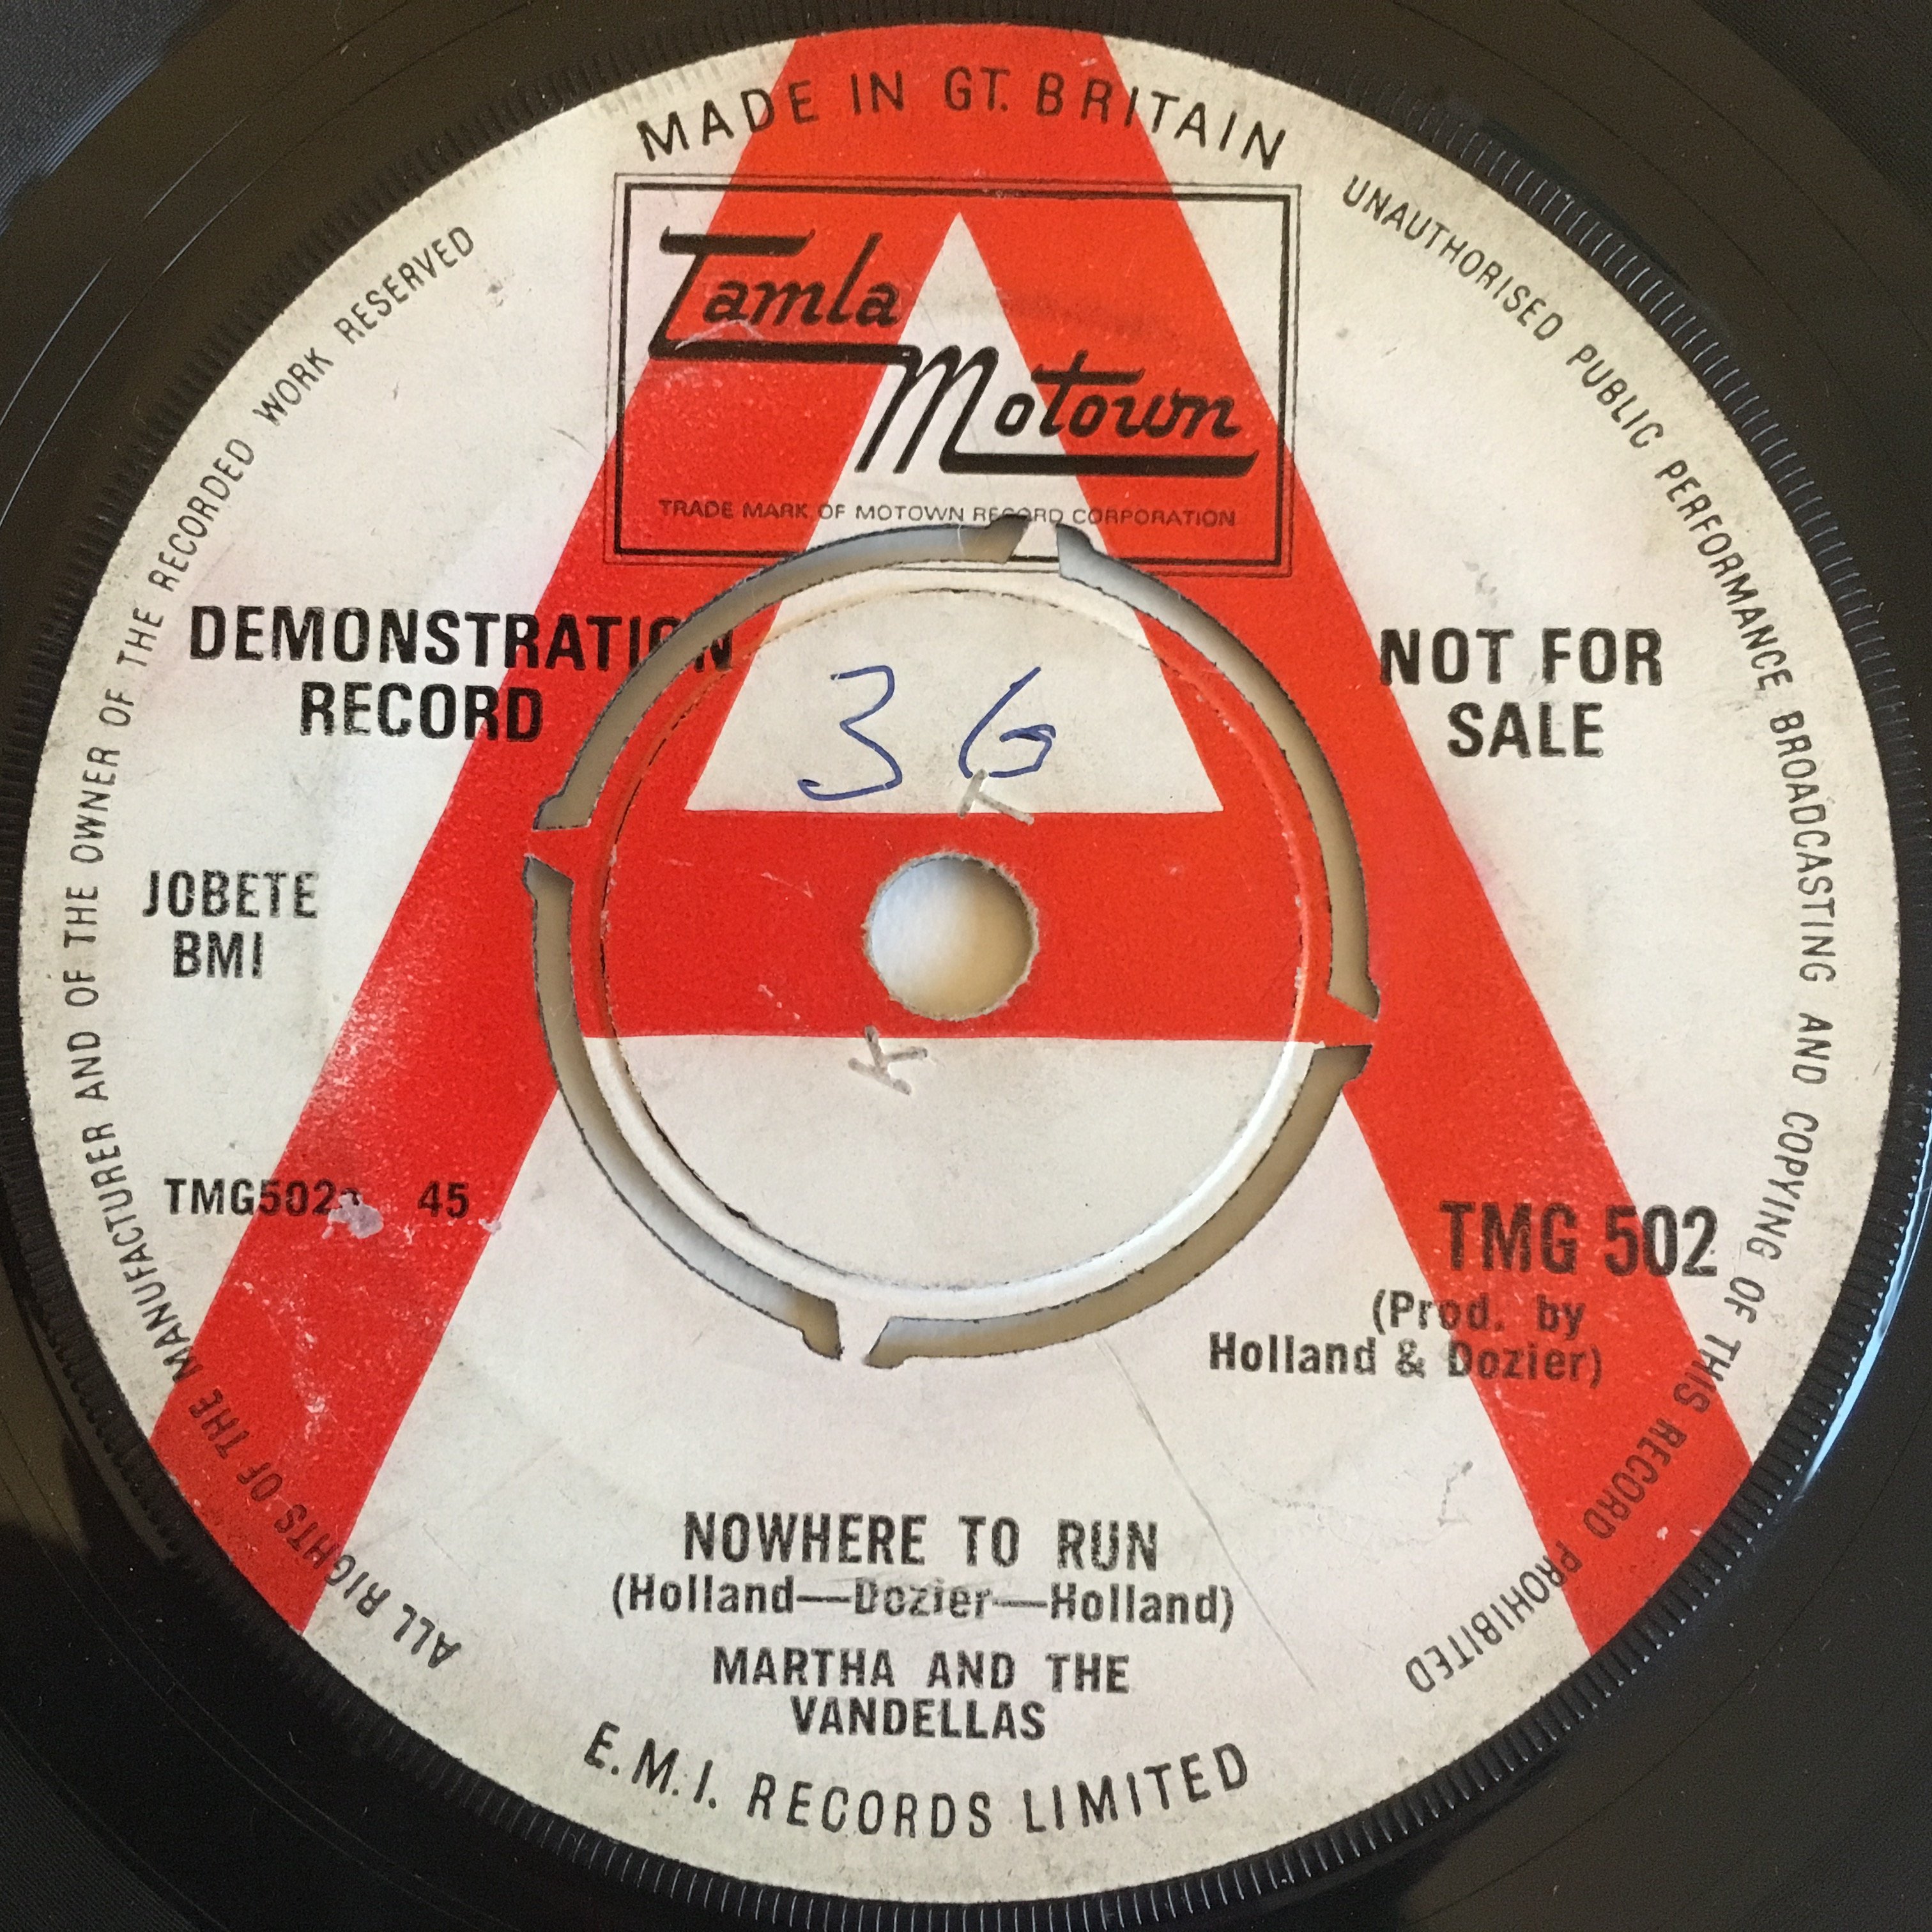 MADE IN GT. BRITAIN
UNAUTHORISED PUBLIC PERFORMANCE BROADCASTING AND COPYING OF THIS RECORD PROHIBITED
ALL RIGHTS OF THE MANUFACTURER AND OF THE OWNER OF THE RECORDED WORK RESERVED
A
Tamla
Motown
TRADE MARK OF MOTOWN RECORD CORPORATION
DEMONSTRATION
RECORD
NOT FOR
SALE
36
T
JOBETE
BMI
K
TMG502 45
TMG 502
(Prod. by
Holland & Dozier)
NOWHERE TO RUN
(Holland—Dozier—Holland)
MARTHA AND THE
VANDELLAS
E.M.I. RECORDS LIMITED